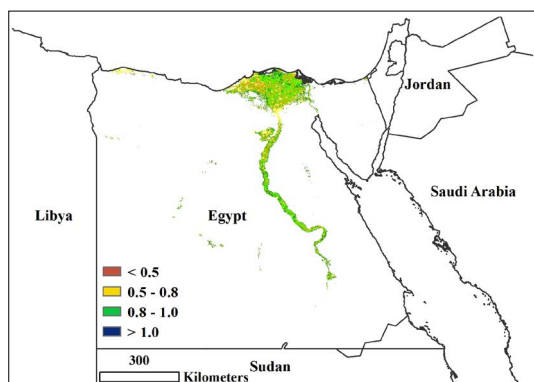 Jordan
Saudi Arabia
Libya
Egypt
< 0.5
0.5 - 0.8
0.8 - 1.0
> 1.0
300
Kilometers
Sudan